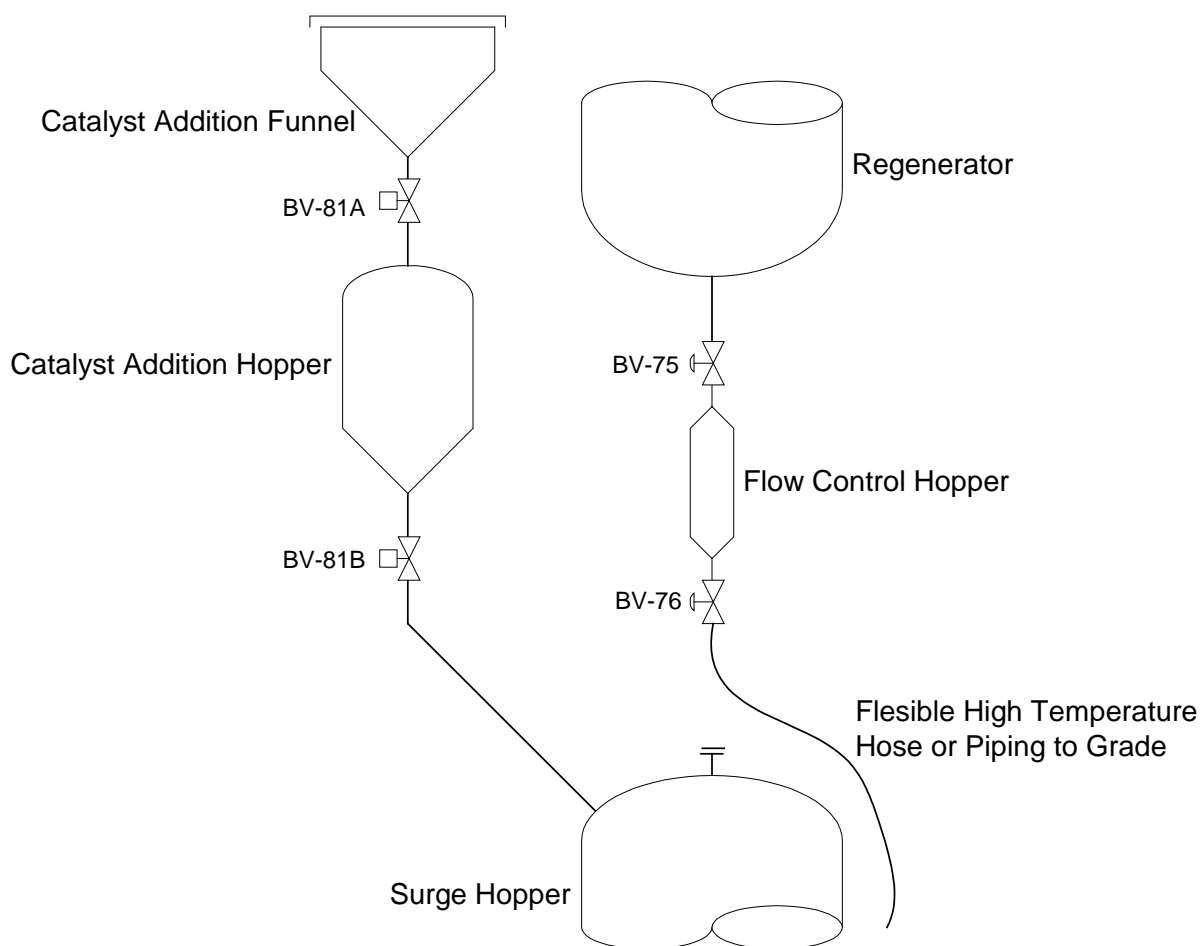 Catalyst Addition Funnel
Regenerator
BV-81A
Catalyst Addition Hopper
BV-75
Flow Control Hopper
BV-81B
BV-76
Flesible High Temperature
Hose or Piping to Grade
Surge Hopper